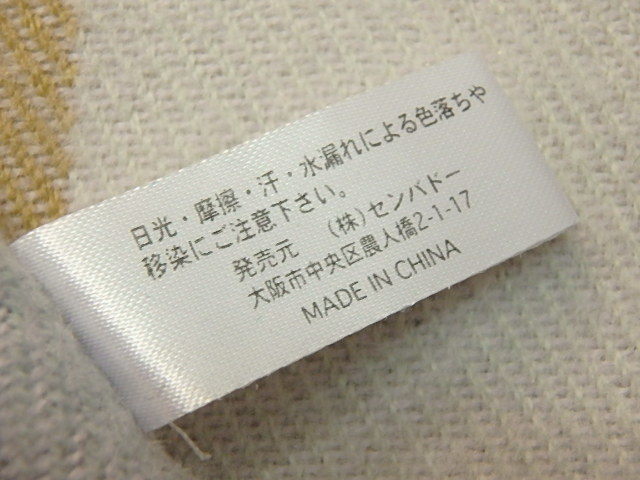 日光・摩擦・汗・水漏れによる色落ちや
移染にご注意下さい。
発売元　(株)センバドー
大阪市中央区農人橋2-1-17
MADE IN CHINA